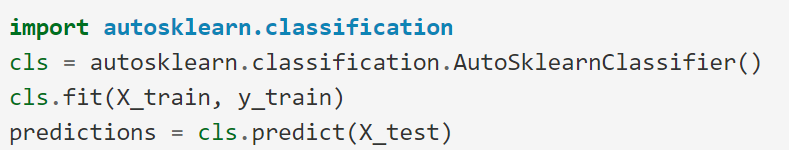 import autosklearn.classification
cls = autosklearn.classification.AutoSklearnClassifier()
cls.fit(X_train, y_train)
predictions = cls.predict(X_test)